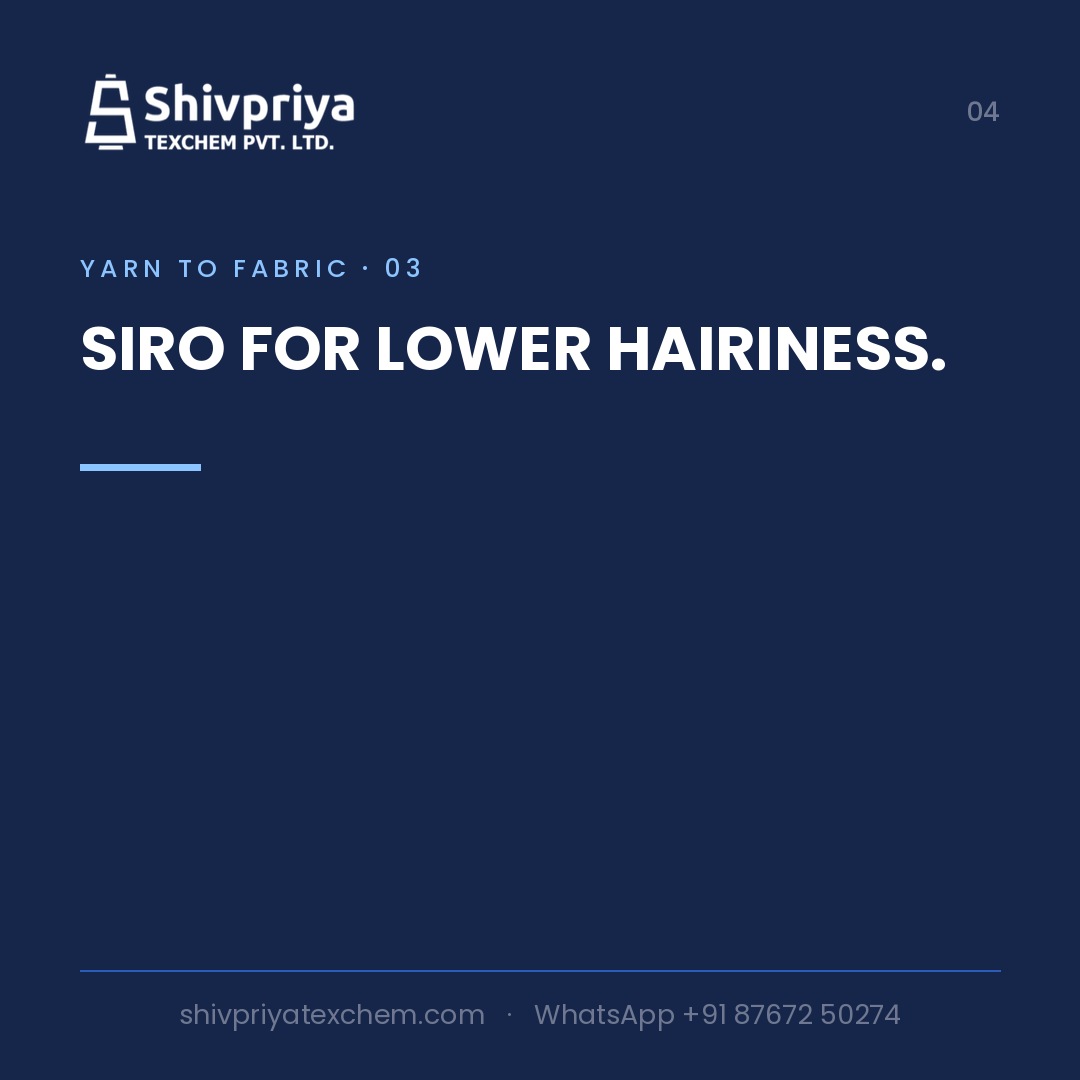 Shivpriya
TEXCHEM PVT. LTD.
04
YARN TO FABRIC · 03
SIRO FOR LOWER HAIRINESS.
shivpriyatexchem.com · WhatsApp +91 87672 50274